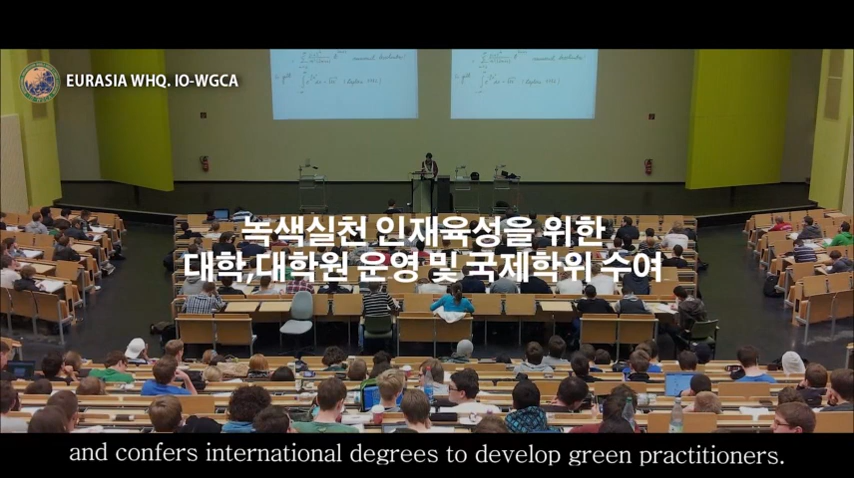 EURASIA WHQ. IO-WGCA
녹색실천 인재육성을 위한
대학,대학원 운영 및 국제학위 수여
and confers international degrees to develop green practitioners.